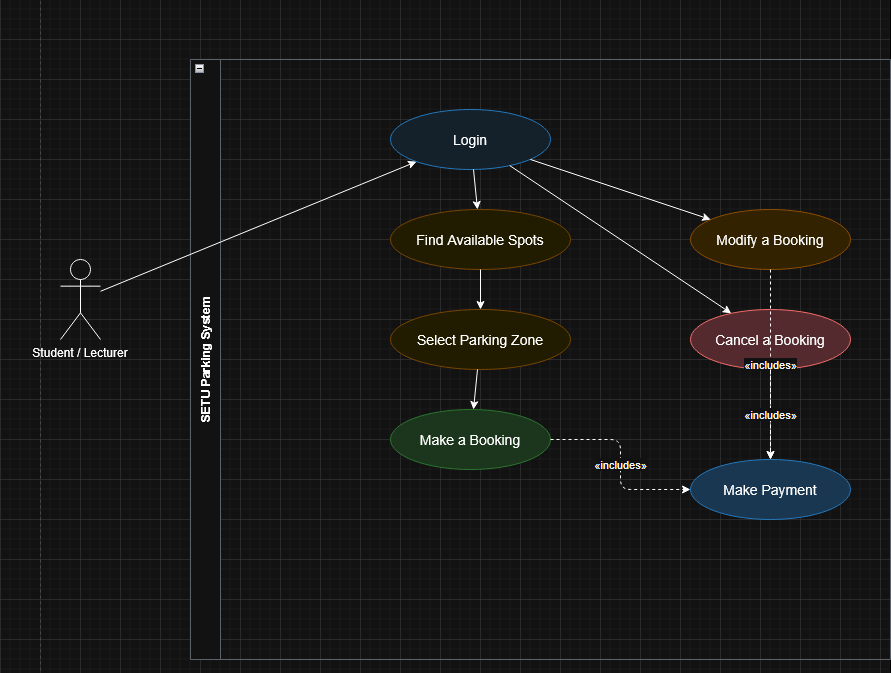 Login
Find Available Spots
Modify a Booking
Student / Lecturer
SETU Parking System
Select Parking Zone
Cancel a Booking
«includes»
«includes»
Make a Booking
«includes»
Make Payment